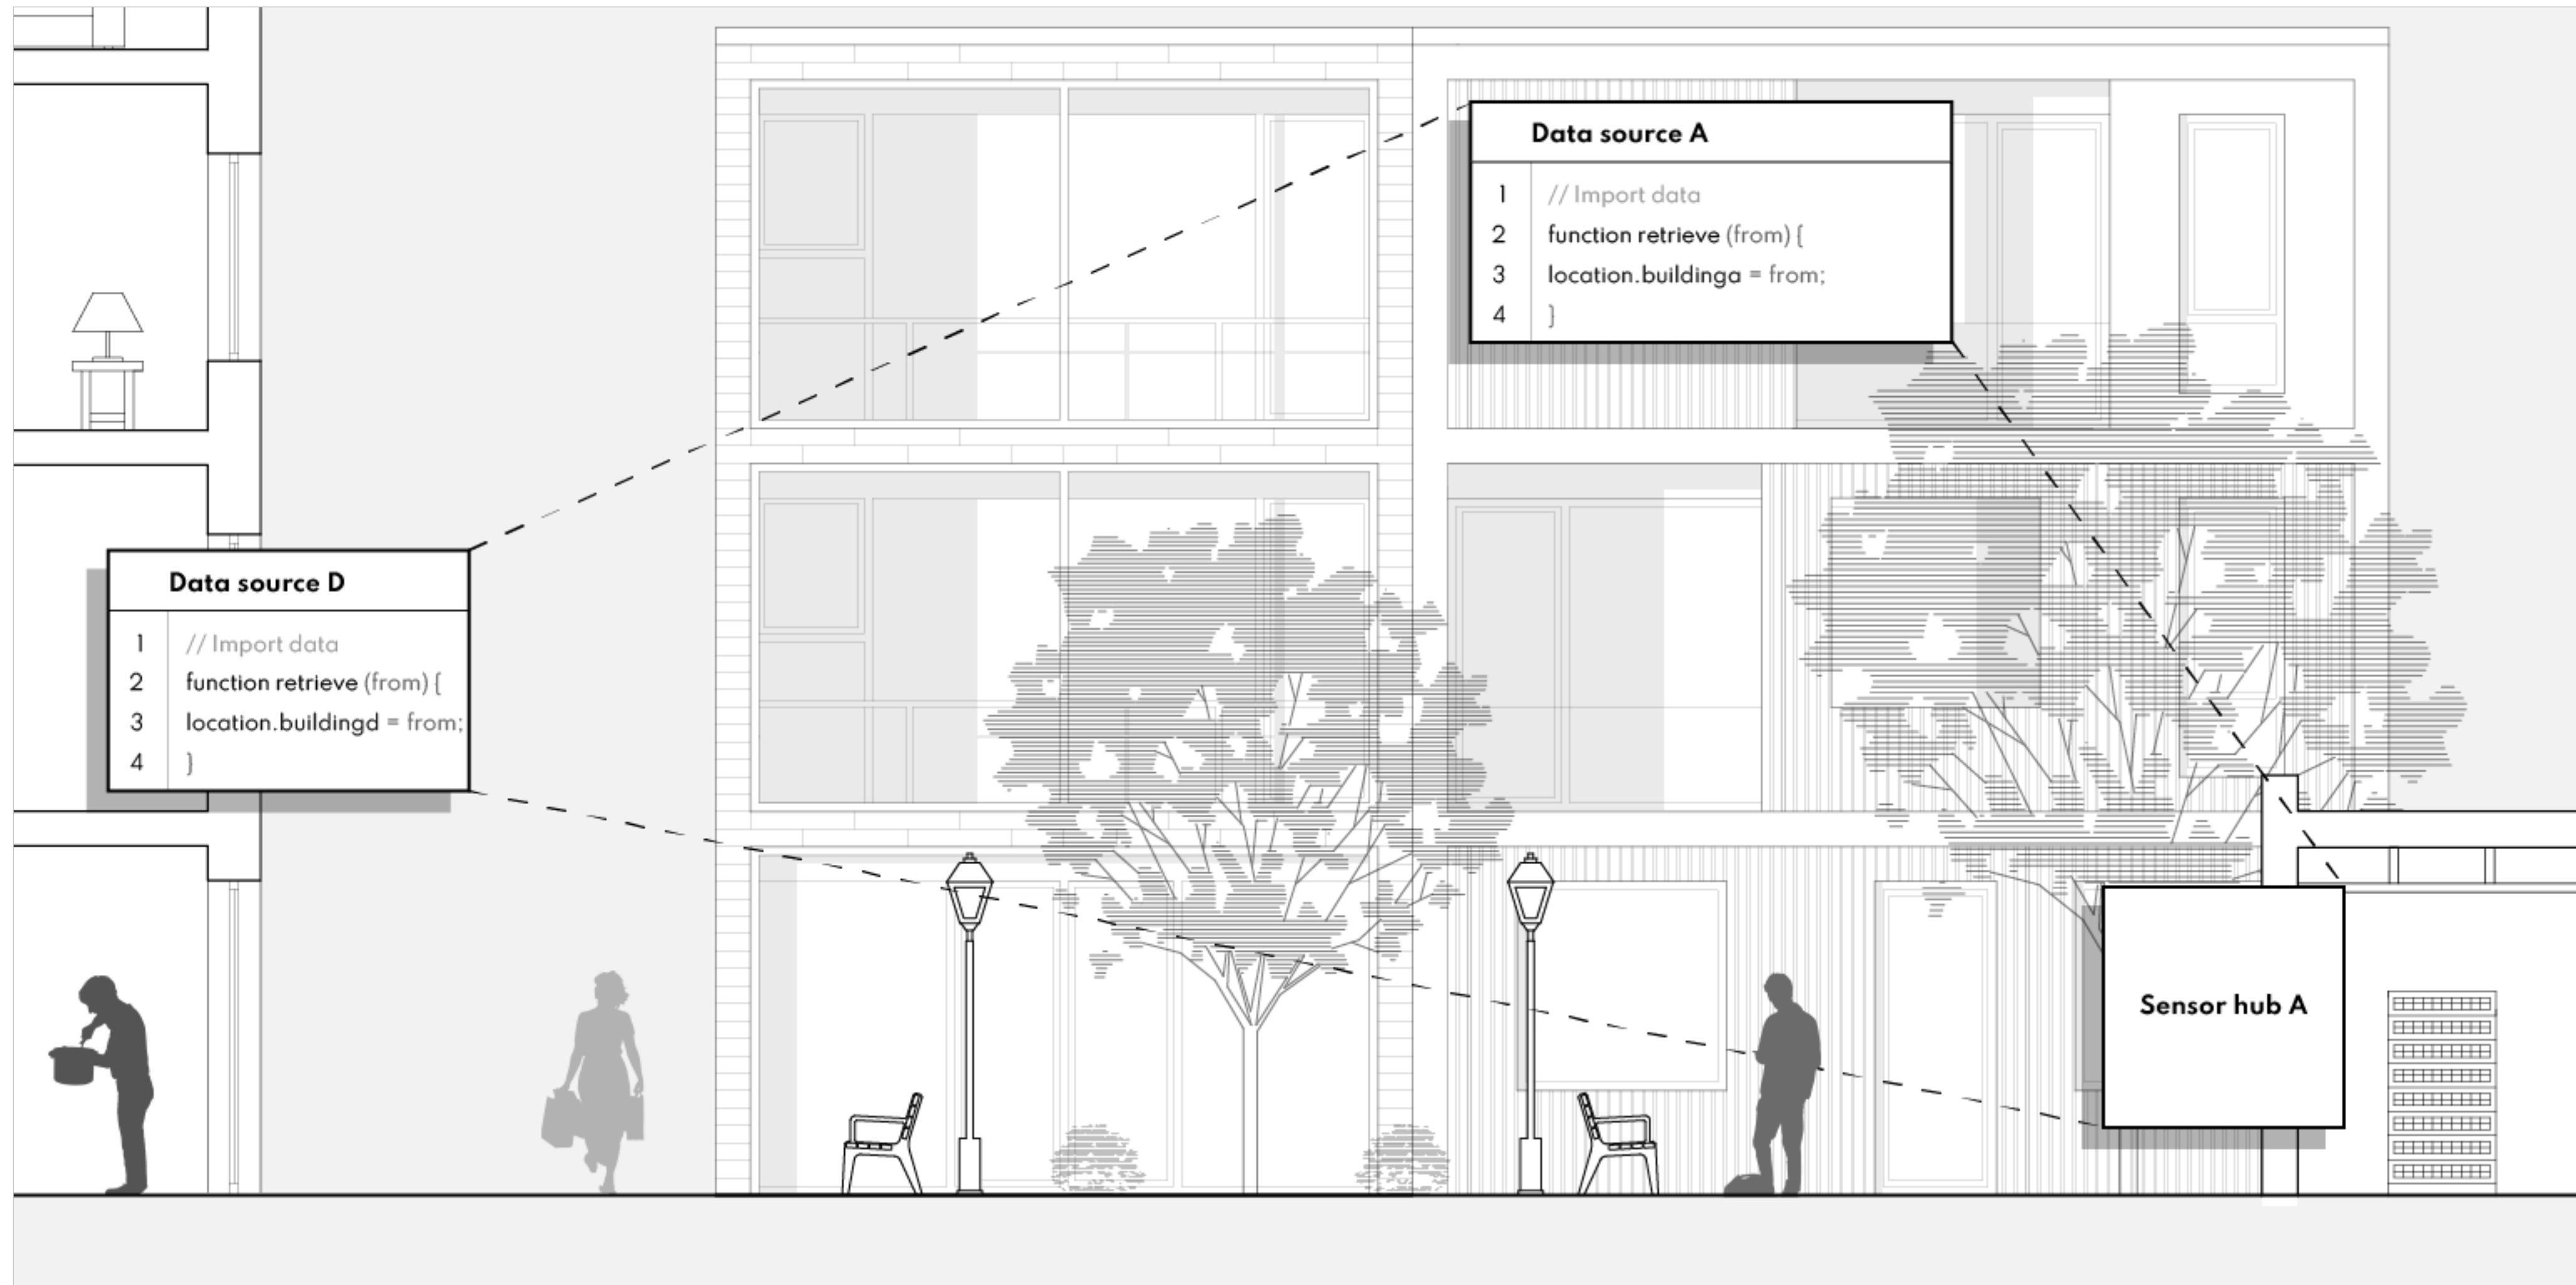 Data source A
1 // Import data
2 function retrieve (from) {
3 location.buildinga = from;
4 }
Data source D
1 // Import data
2 function retrieve (from) {
3 location.buildingd = from;
4 }
Sensor hub A